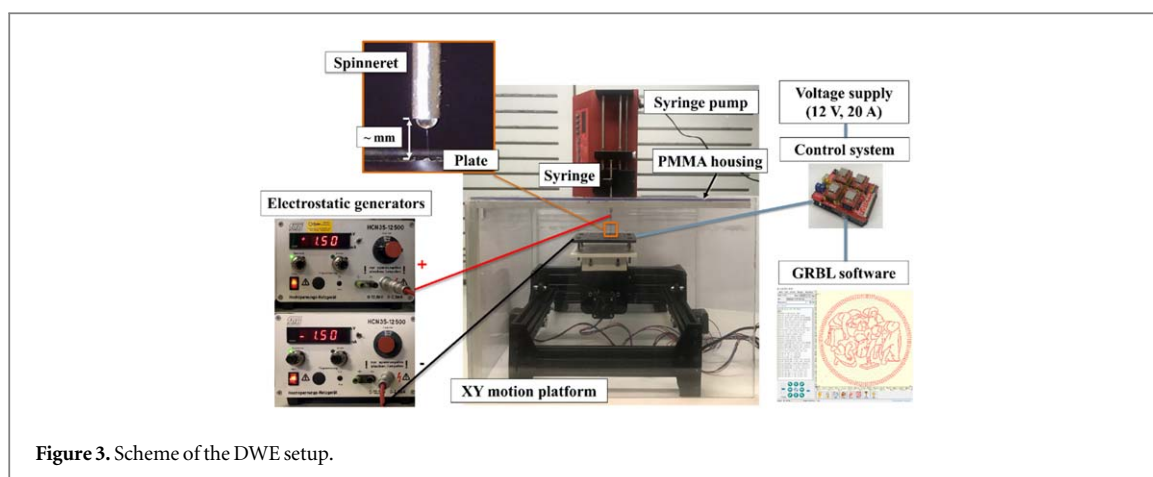 Spinneret
~ mm
Plate
Syringe pump
PMMA housing
Syringe
Voltage supply
(12 V, 20 A)
Control system
GRBL software
Electrostatic generators
HCN35-12500
1.50
+
HCN35-12500
- 1.50
-
XY motion platform
Figure 3. Scheme of the DWE setup.